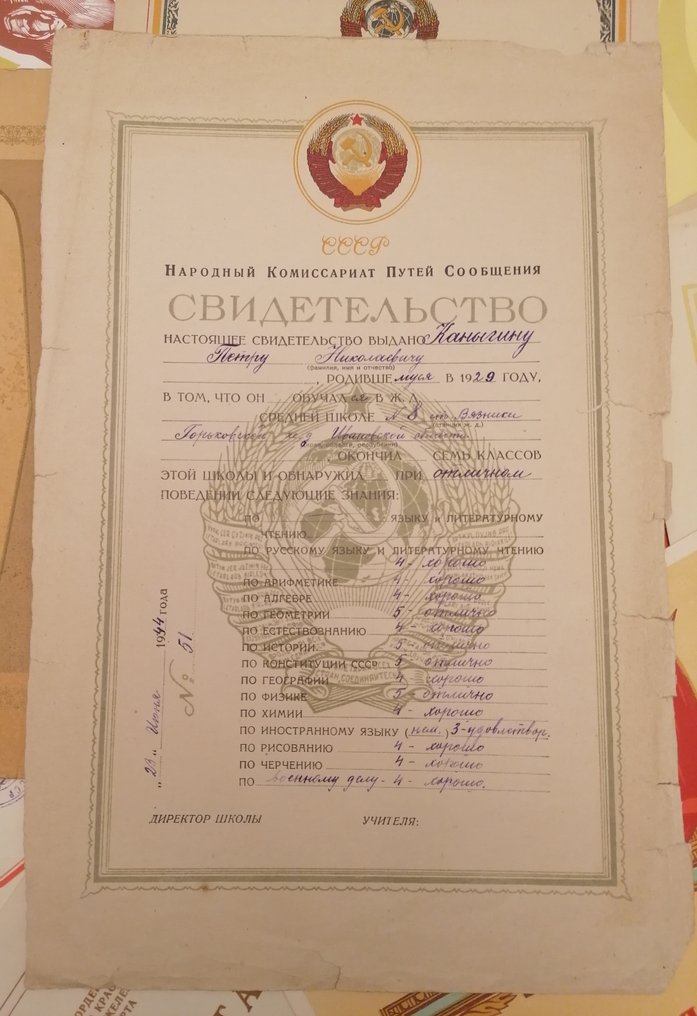 СССР
Народный Комиссариат Путей Сообщения
СВИДЕТЕЛЬСТВО
НАСТОЯЩЕЕ СВИДЕТЕЛЬСТВО ВЫДАНО Каныгину
Петру Николаевичу
(фамилия, имя и отчество)
, РОДИВШЕмуся В 1929 ГОДУ,
В ТОМ, ЧТО ОН ОБУЧАЛся В Ж. Д.
СРЕДНЕЙ ШКОЛЕ № 8 ст. Вязники
(станция ж. д.)
Горьковской ж/д Ивановской области
, ОКОНЧИЛ СЕМЬ КЛАССОВ
ЭТОЙ ШКОЛЫ И ОБНАРУЖИЛ ПРИ отличном
ПОВЕДЕНИИ СЛЕДУЮЩИЕ ЗНАНИЯ:
ПО ЯЗЫКУ И ЛИТЕРАТУРНОМУ
ЧТЕНИЮ
ПО РУССКОМУ ЯЗЫКУ И ЛИТЕРАТУРНОМУ ЧТЕНИЮ
4 - хорошо
ПО АРИФМЕТИКЕ 4 - хорошо
ПО АЛГЕБРЕ 4 - хорошо
ПО ГЕОМЕТРИИ 5 - отлично
ПО ЕСТЕСТВОЗНАНИЮ 4 - хорошо
ПО ИСТОРИИ 5 - отлично
ПО КОНСТИТУЦИИ СССР 5 - отлично
ПО ГЕОГРАФИИ 4 хорошо
ПО ФИЗИКЕ 5 - отлично
ПО ХИМИИ 4 - хорошо
ПО ИНОСТРАННОМУ ЯЗЫКУ (нем.) 3-удовлетвор.
ПО РИСОВАНИЮ 4 - хорошо
ПО ЧЕРЧЕНИЮ 4 - хорошо
ПО военному делу - 4 - хорошо.
ДИРЕКТОР ШКОЛЫ УЧИТЕЛЯ:
„23“ Июня 1944 года
№ 51